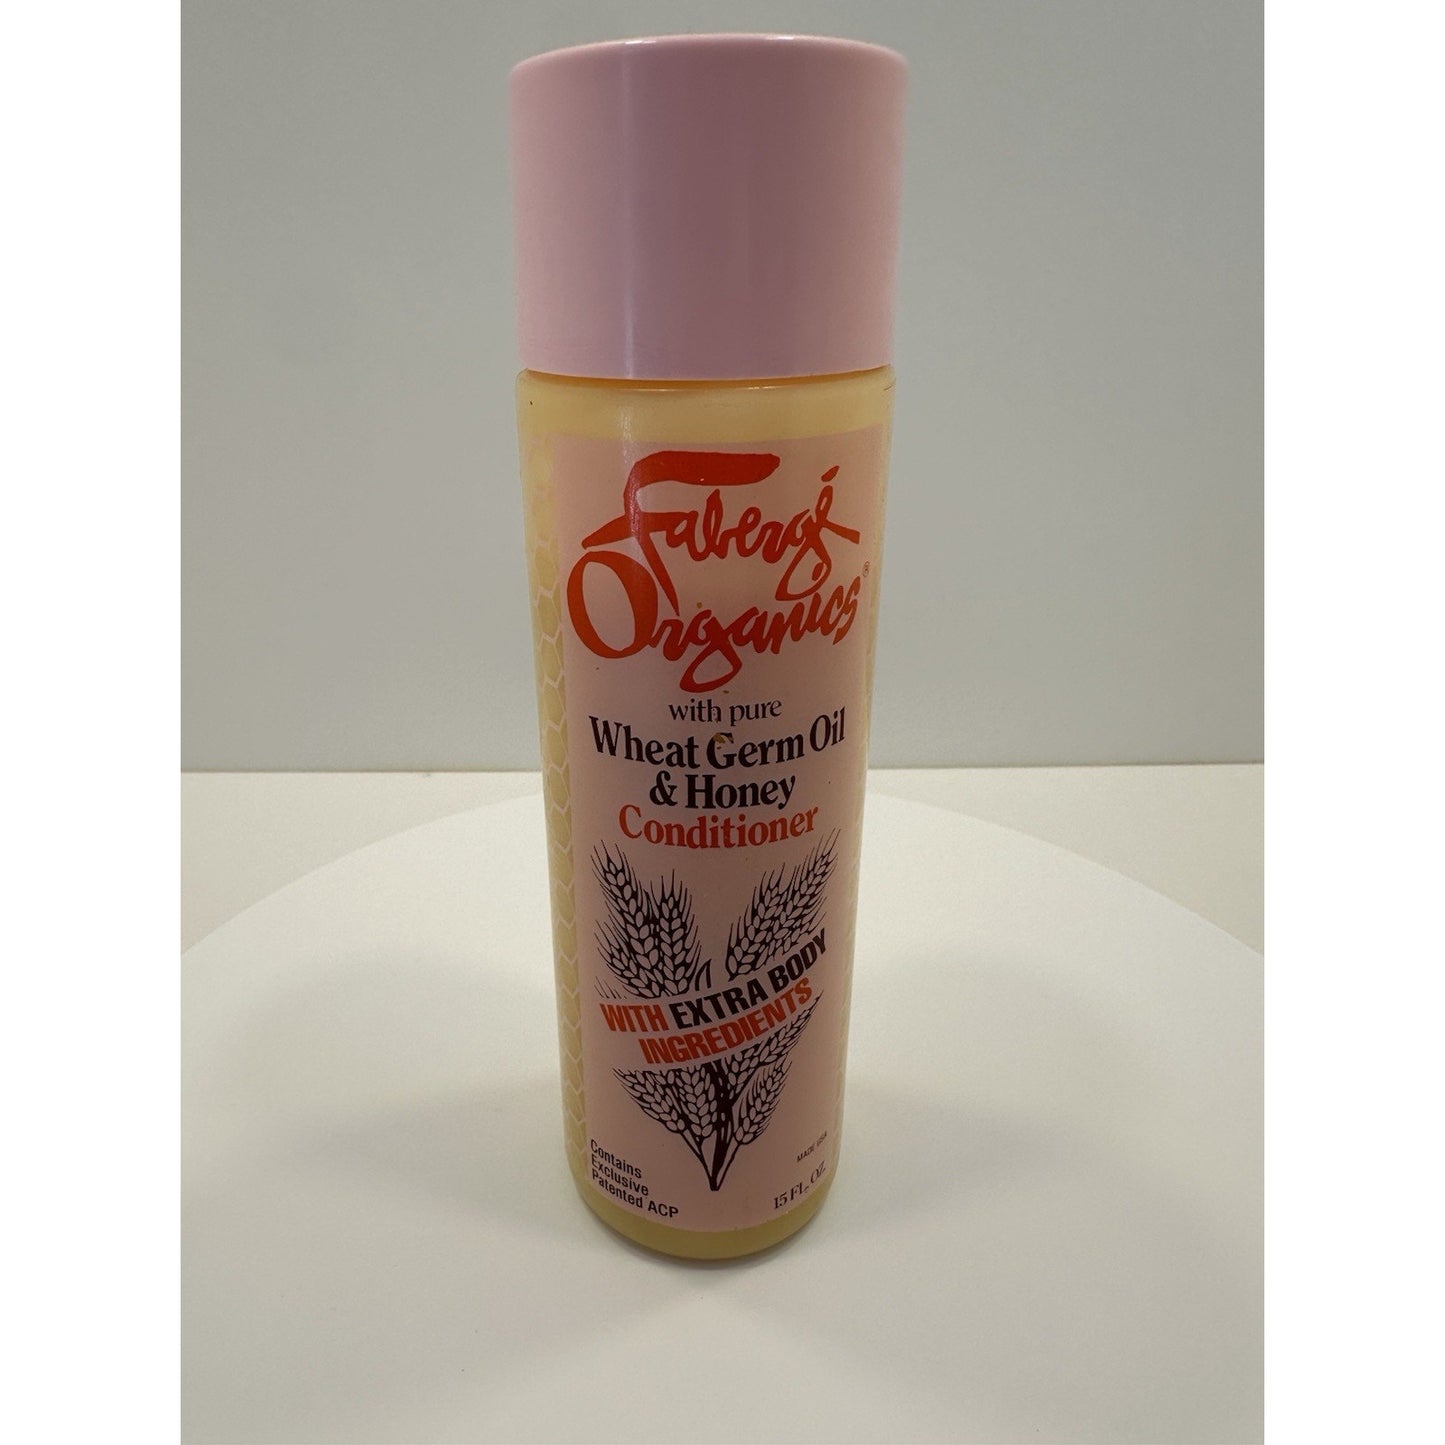 Fabergé
Organics®
with pure
Wheat Germ Oil
& Honey
Conditioner
WITH EXTRA BODY
INGREDIENTS
Contains
Exclusive
Patented ACP
MADE USA
15 FL. OZ.